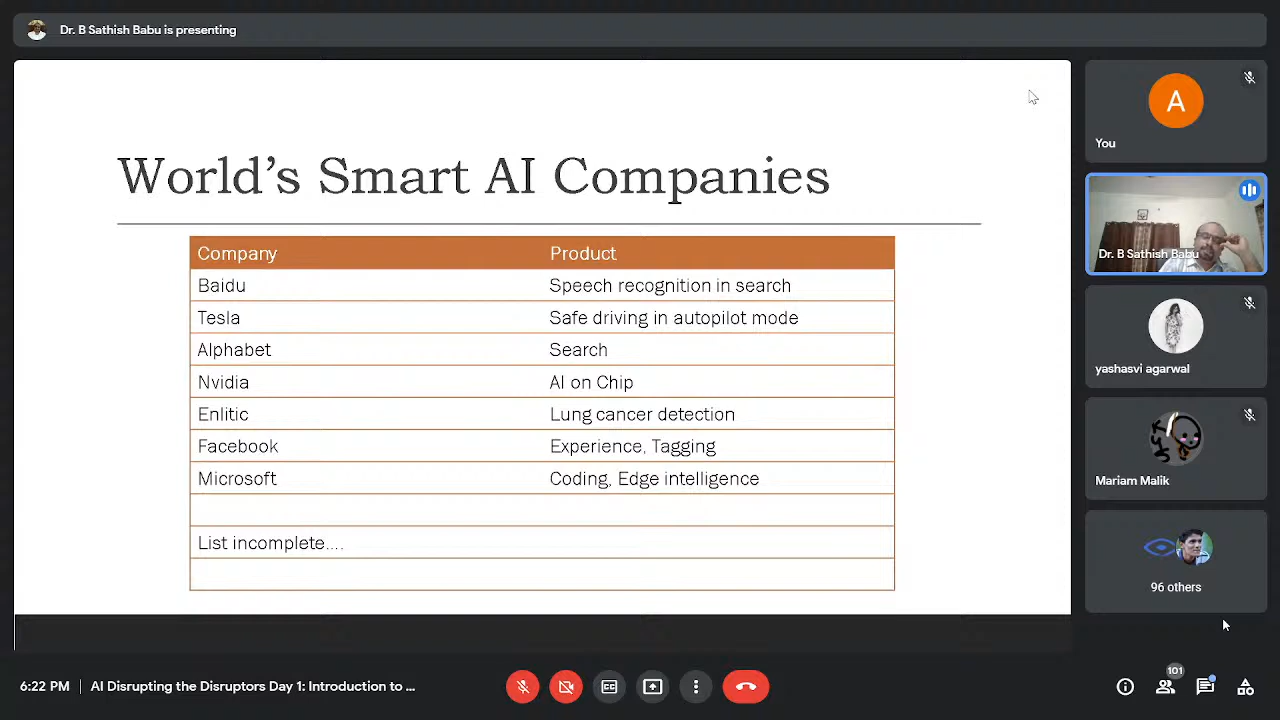 Dr. B Sathish Babu is presenting
World's Smart AI Companies
Company Product
Baidu Speech recognition in search
Tesla Safe driving in autopilot mode
Alphabet Search
Nvidia AI on Chip
Enlitic Lung cancer detection
Facebook Experience, Tagging
Microsoft Coding, Edge intelligence
List incomplete....
A
You
Dr. B Sathish Babu
yashasvi agarwal
Mariam Malik
96 others
6:22 PM | AI Disrupting the Disruptors Day 1: Introduction to ...
CC
101